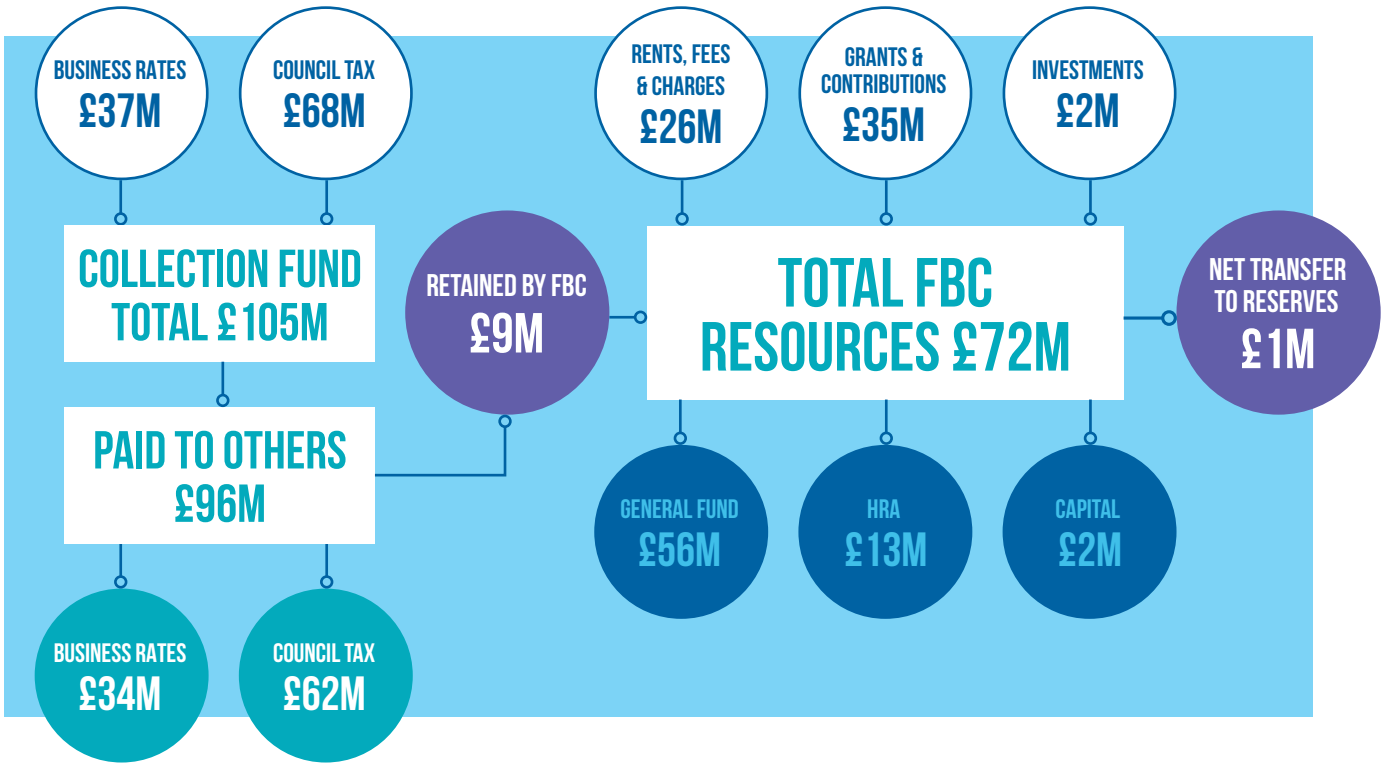 BUSINESS RATES
£37M
COUNCIL TAX
£68M
RENTS, FEES
& CHARGES
£26M
GRANTS &
CONTRIBUTIONS
£35M
INVESTMENTS
£2M
COLLECTION FUND
TOTAL £105M
RETAINED BY FBC
£9M
TOTAL FBC
RESOURCES £72M
NET TRANSFER
TO RESERVES
£1M
PAID TO OTHERS
£96M
GENERAL FUND
£56M
HRA
£13M
CAPITAL
£2M
BUSINESS RATES
£34M
COUNCIL TAX
£62M